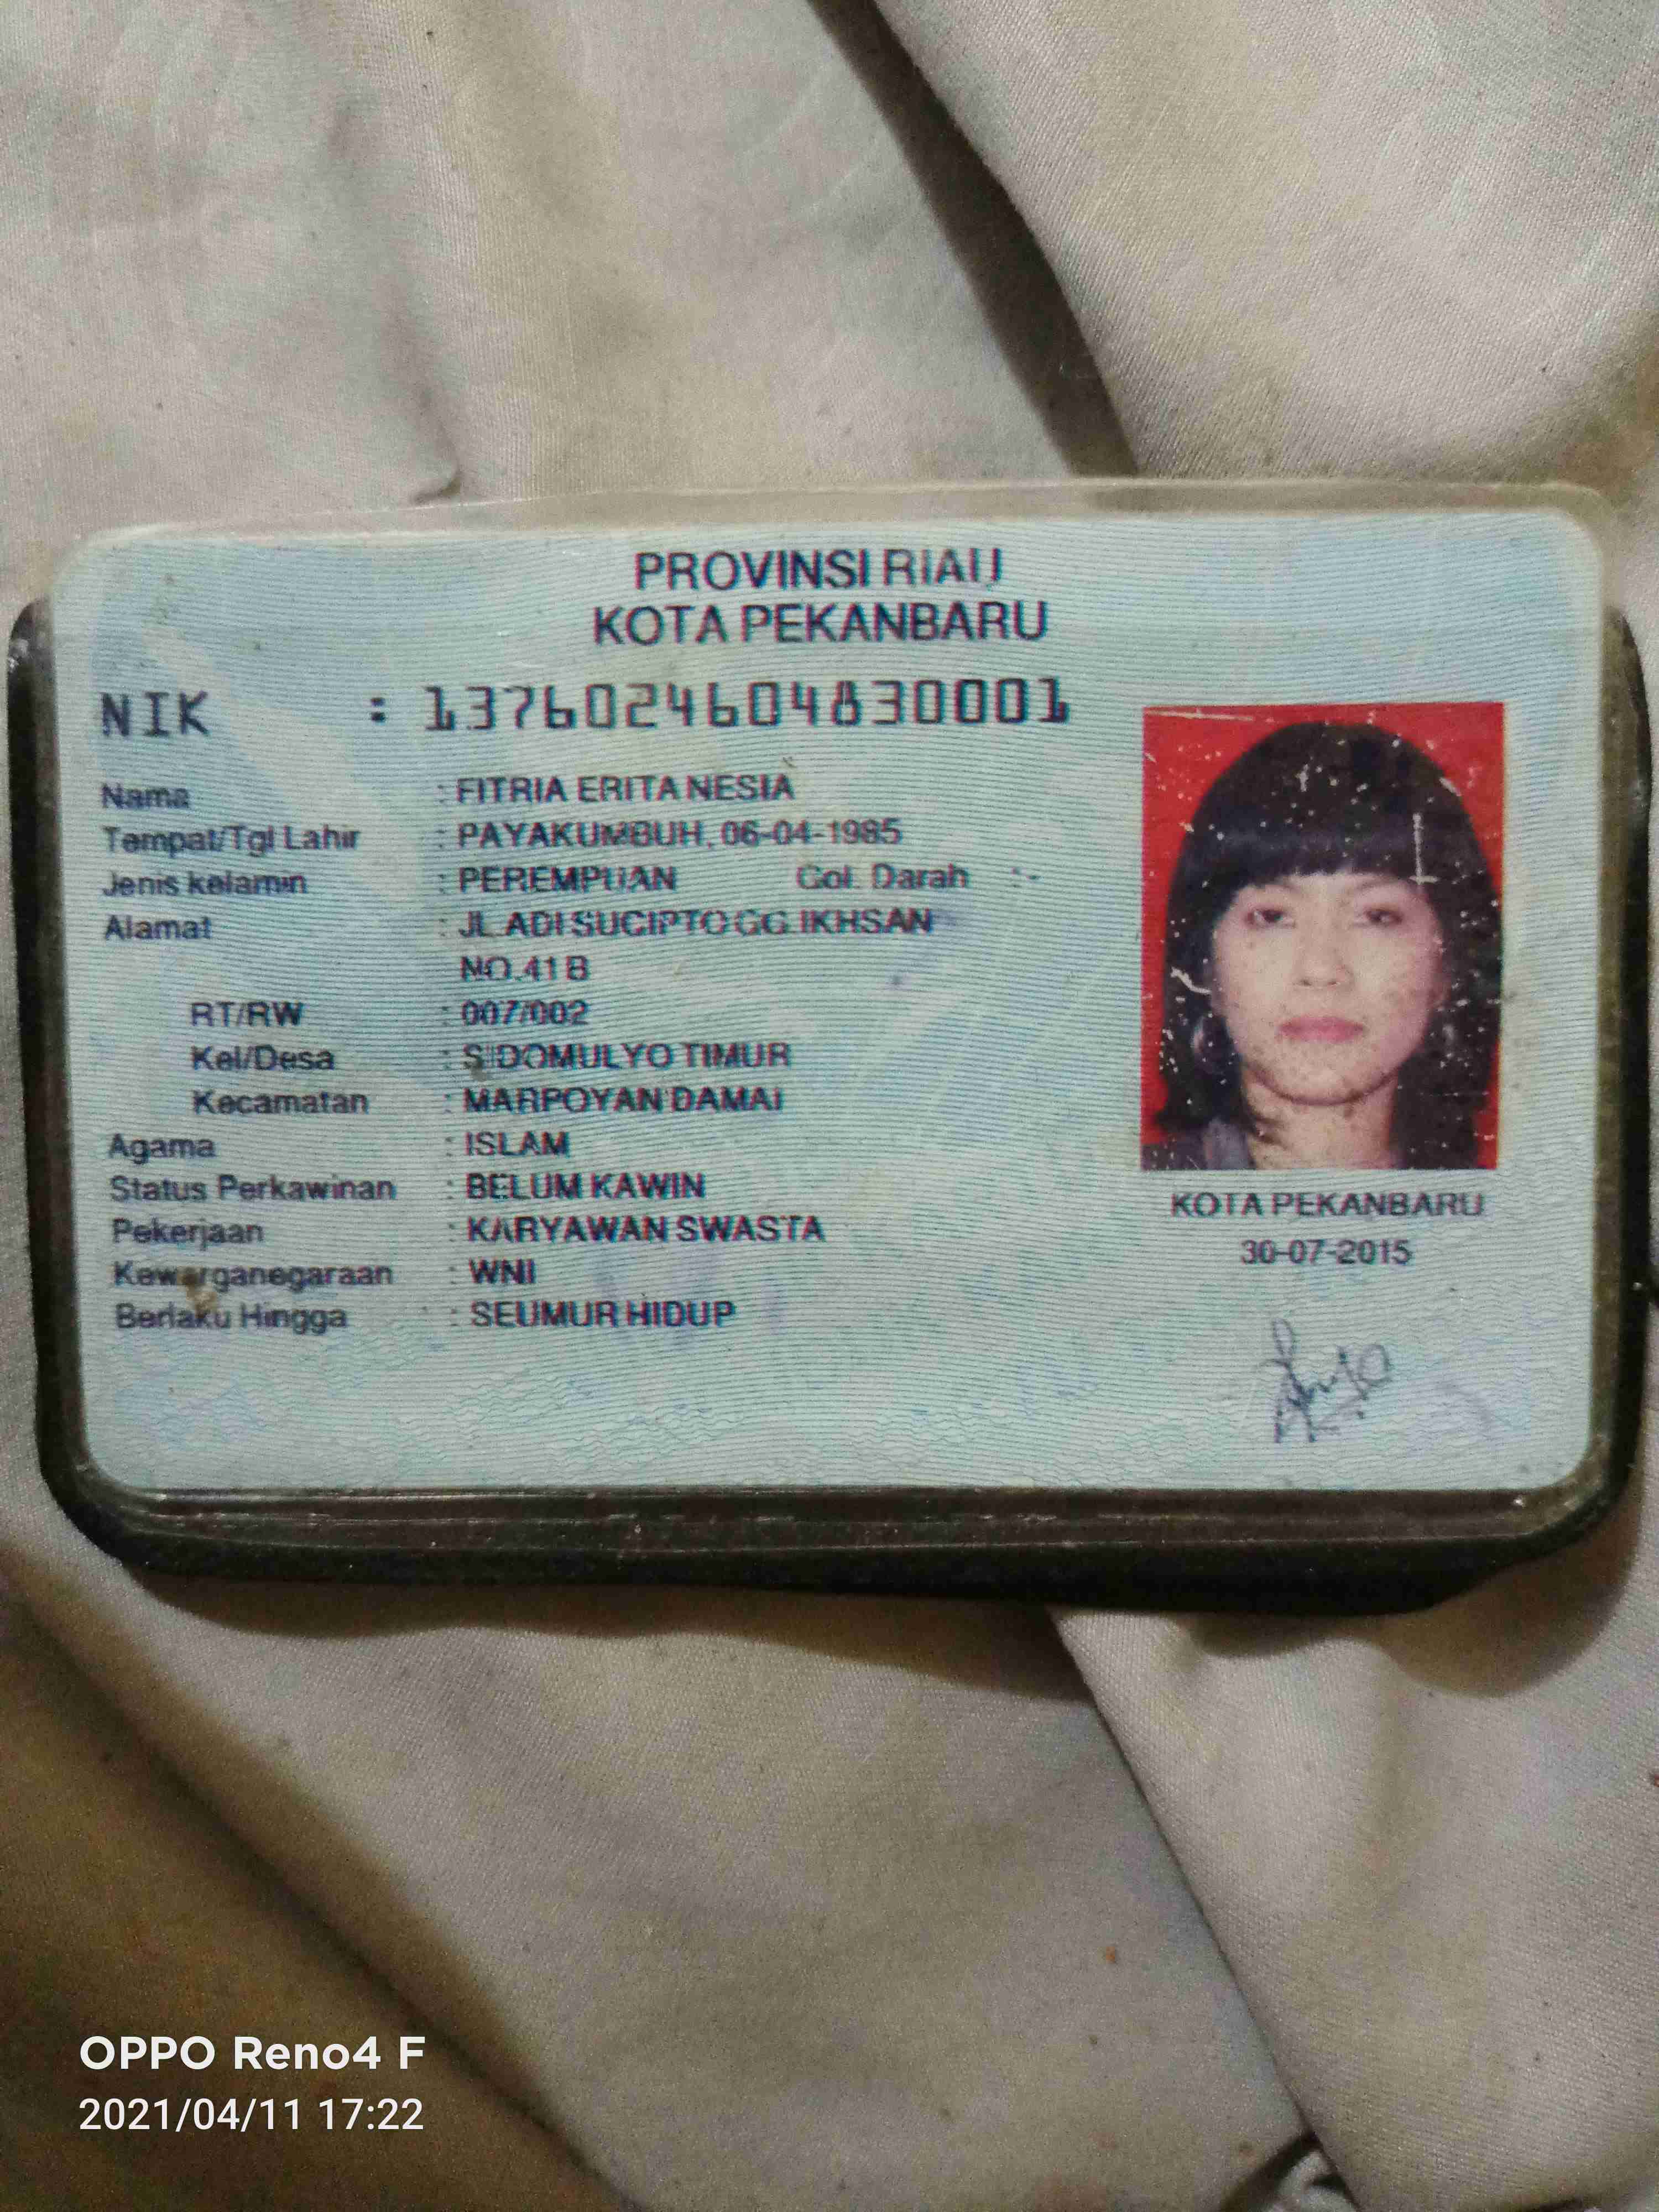 PROVINSI RIAU
KOTA PEKANBARU
NIK : 1376024604830001
Nama : FITRIA ERITA NESIA
Tempat/Tgl Lahir : PAYAKUMBUH, 06-04-1985
Jenis kelamin : PEREMPUAN Gol. Darah : -
Alamat : JL.ADI SUCIPTO GG.IKHSAN
NO.41 B
RT/RW : 007/002
Kel/Desa : SIDOMULYO TIMUR
Kecamatan : MARPOYAN DAMAI
Agama : ISLAM
Status Perkawinan : BELUM KAWIN
Pekerjaan : KARYAWAN SWASTA
Kewarganegaraan : WNI
Berlaku Hingga : SEUMUR HIDUP
KOTA PEKANBARU
30-07-2015
OPPO Reno4 F
2021/04/11 17:22